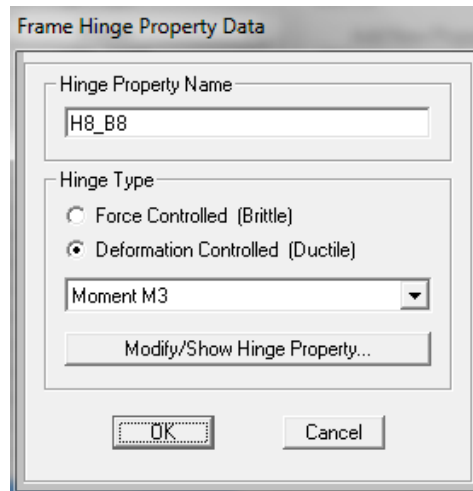 Frame Hinge Property Data
Hinge Property Name
H8_B8
Hinge Type
Force Controlled (Brittle)
Deformation Controlled (Ductile)
Moment M3
Modify/Show Hinge Property...
OK
Cancel